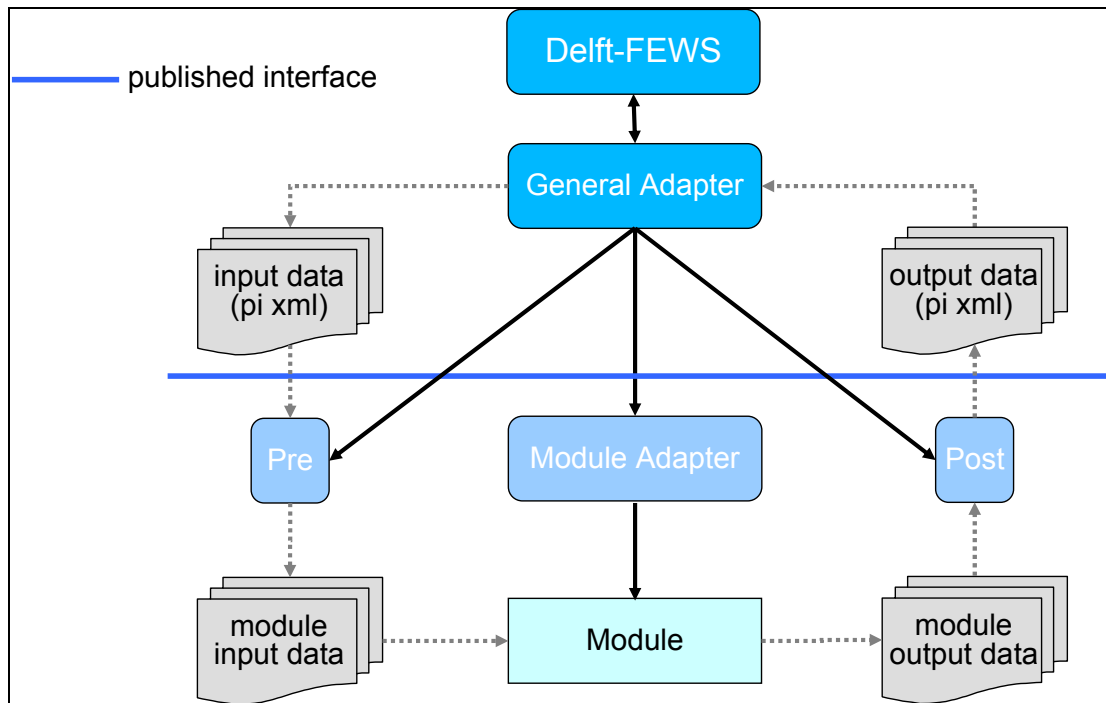 Delft-FEWS
published interface
General Adapter
input data
(pi xml)
output data
(pi xml)
Pre
Module Adapter
Post
module
input data
Module
module
output data